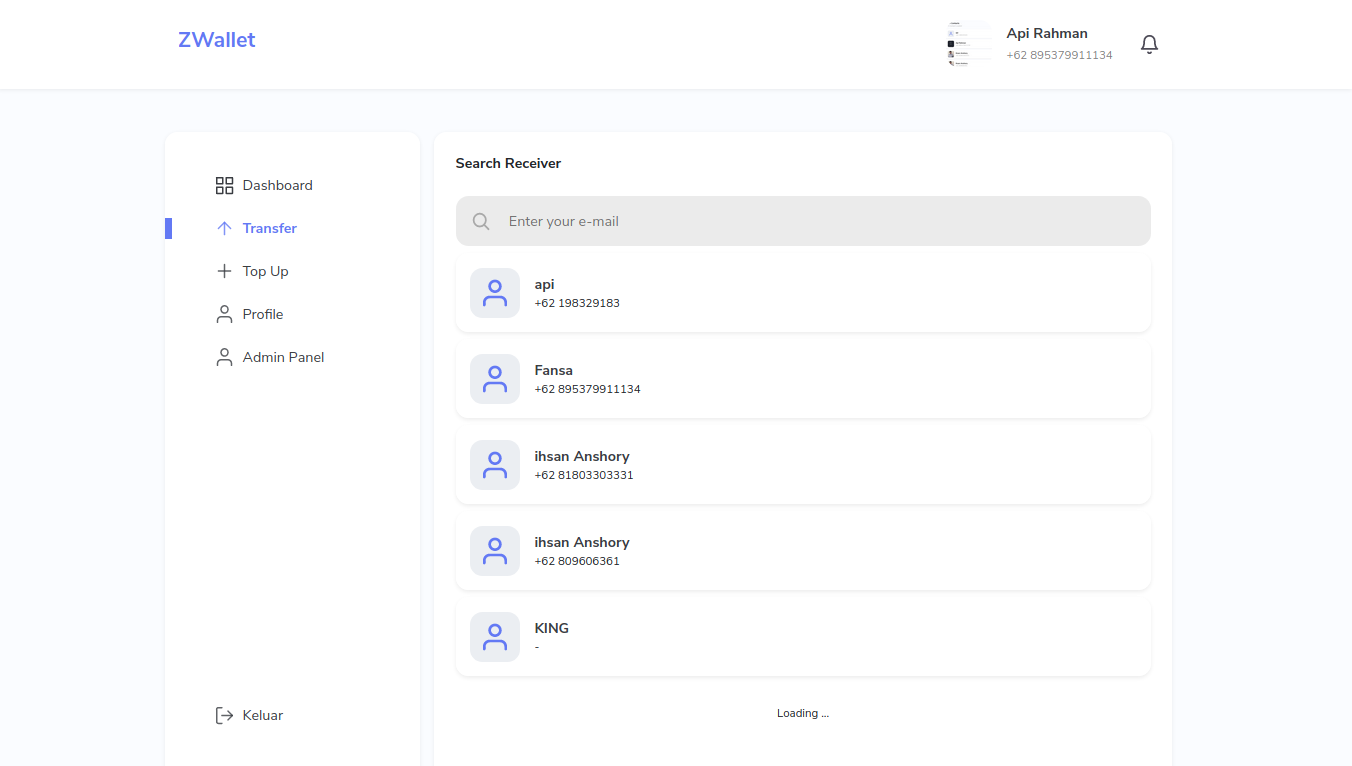 ZWallet
Api Rahman
+62 895379911134
Dashboard
Transfer
Top Up
Profile
Admin Panel
Keluar
Search Receiver
Enter your e-mail
api
+62 198329183
Fansa
+62 895379911134
ihsan Anshory
+62 81803303331
ihsan Anshory
+62 809606361
KING
-
Loading ...